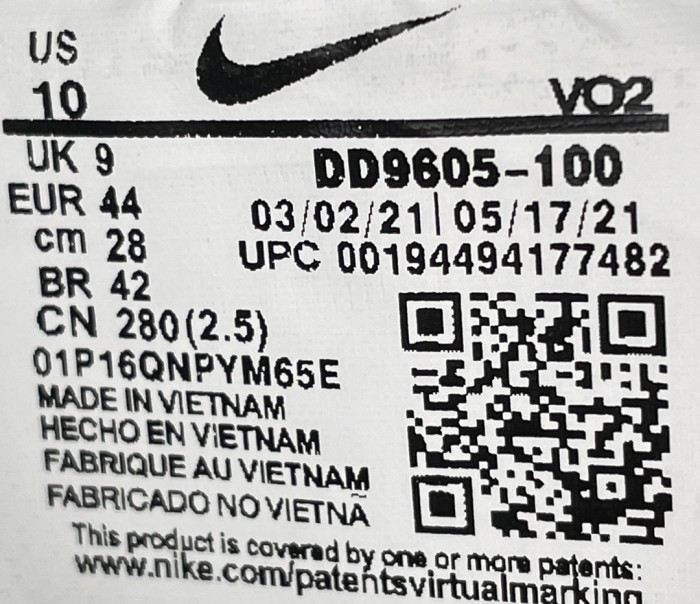 US
10
VO2
UK 9
DD9605-100
EUR 44
03/02/21 | 05/17/21
cm 28
UPC 00194494177482
BR 42
CN 280(2.5)
01P16QNPYM65E
MADE IN VIETNAM
HECHO EN VIETNAM
FABRIQUE AU VIETNAM
FABRICADO NO VIETNÃ
This product is covered by one or more patents:
www.nike.com/patentsvirtualmarking